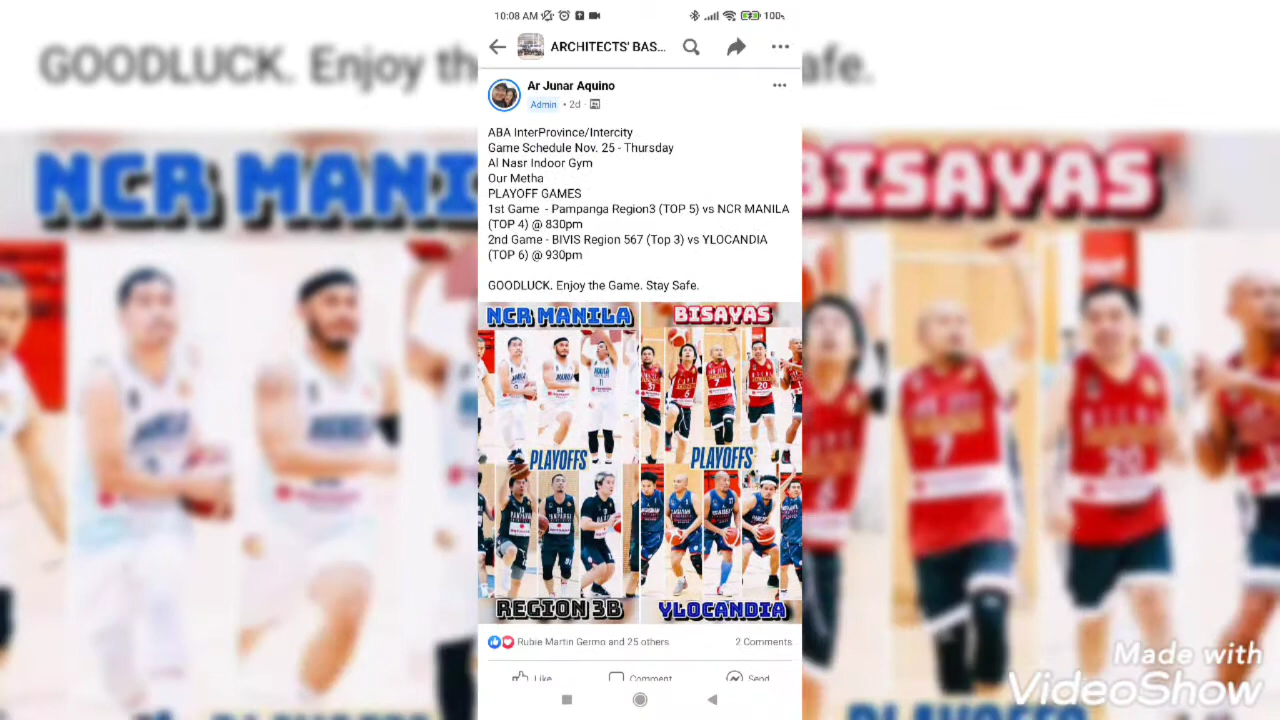 GOODLUCK. Enjoy th
afe.
10:08 AM
100%
ARCHITECTS' BAS...
Ar Junar Aquino
Admin • 2d
ABA InterProvince/Intercity
Game Schedule Nov. 25 - Thursday
Al Nasr Indoor Gym
Our Metha
PLAYOFF GAMES
1st Game - Pampanga Region3 (TOP 5) vs NCR MANILA
(TOP 4) @ 830pm
2nd Game - BIVIS Region 567 (Top 3) vs YLOCANDIA
(TOP 6) @ 930pm
GOODLUCK. Enjoy the Game. Stay Safe.
NCR MANI
BISAYAS
NCR MANILA
BISAYAS
7
20
PLAYOFFS
PLAYOFFS
REGION 3B
YLOCANDIA
Rubie Martin Germo and 25 others
2 Comments
Like
Comment
Send
Made with
VideoShow